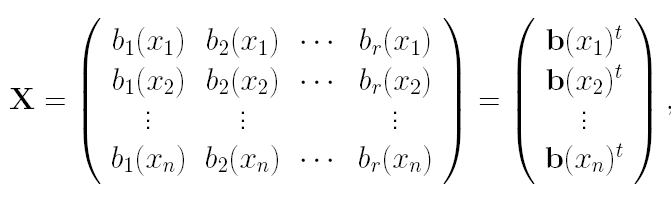 X = ( b₁(x₁) b₂(x₁) ⋯ bᵣ(x₁) ; b₁(x₂) b₂(x₂) ⋯ bᵣ(x₂) ; ⋮ ⋮ ⋮ ; b₁(xₙ) b₂(xₙ) ⋯ bᵣ(xₙ) ) = ( b(x₁)ᵗ ; b(x₂)ᵗ ; ⋮ ; b(xₙ)ᵗ ) ,